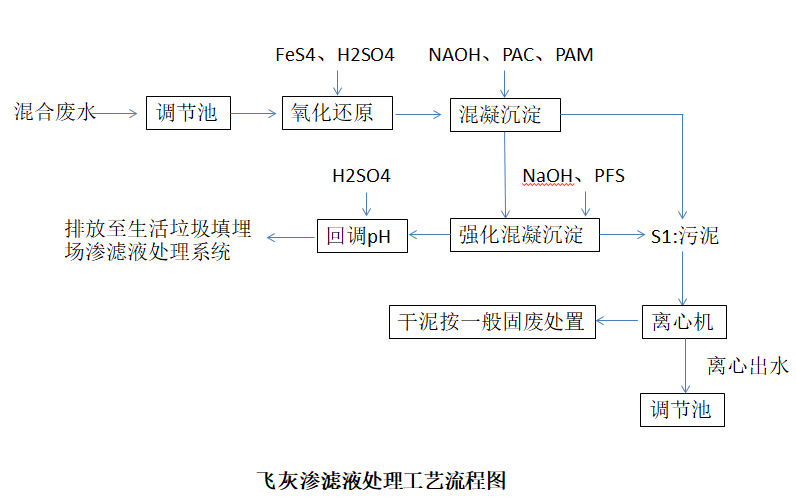 FeS4、H2SO4
NAOH、PAC、PAM
混合废水
调节池
氧化还原
混凝沉淀
H2SO4
NaOH、PFS
排放至生活垃圾填埋
场渗滤液处理系统
回调pH
强化混凝沉淀
S1:污泥
干泥按一般固废处置
离心机
离心出水
调节池
飞灰渗滤液处理工艺流程图